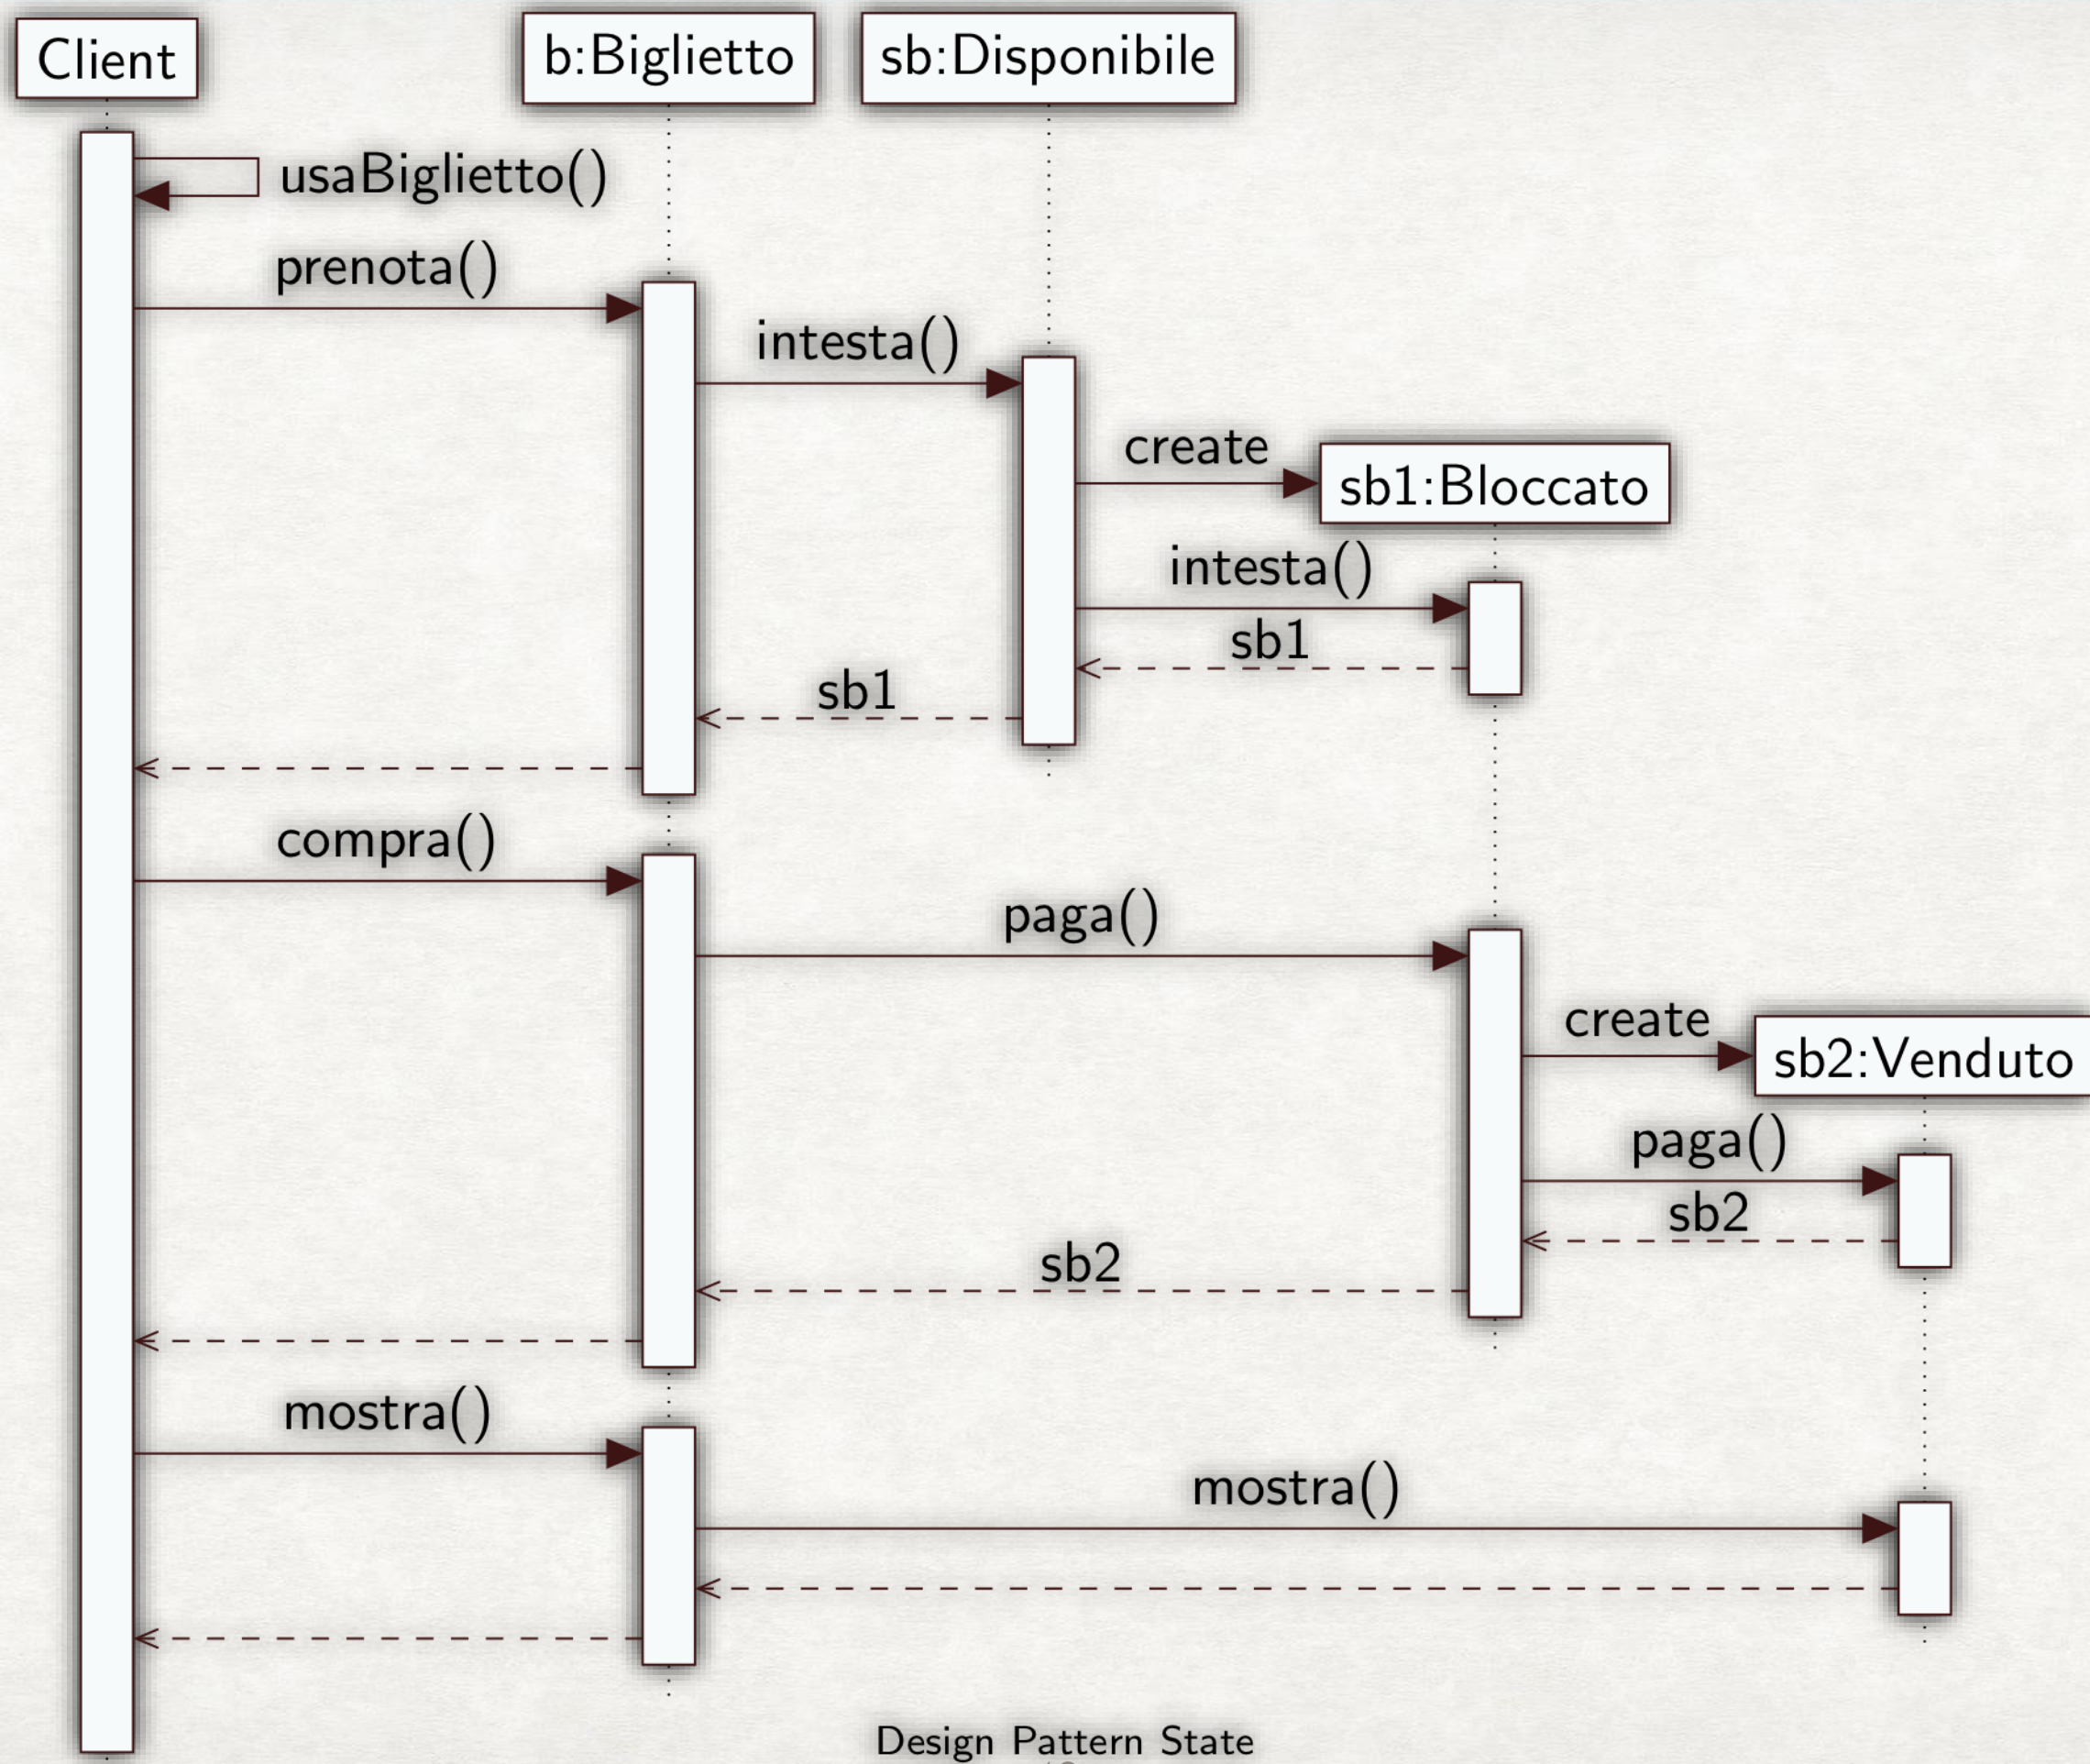 Client
b:Biglietto
sb:Disponibile
usaBiglietto()
prenota()
intesta()
create
sb1:Bloccato
intesta()
sb1
sb1
compra()
paga()
create
sb2:Venduto
paga()
sb2
sb2
mostra()
mostra()
Design Pattern State